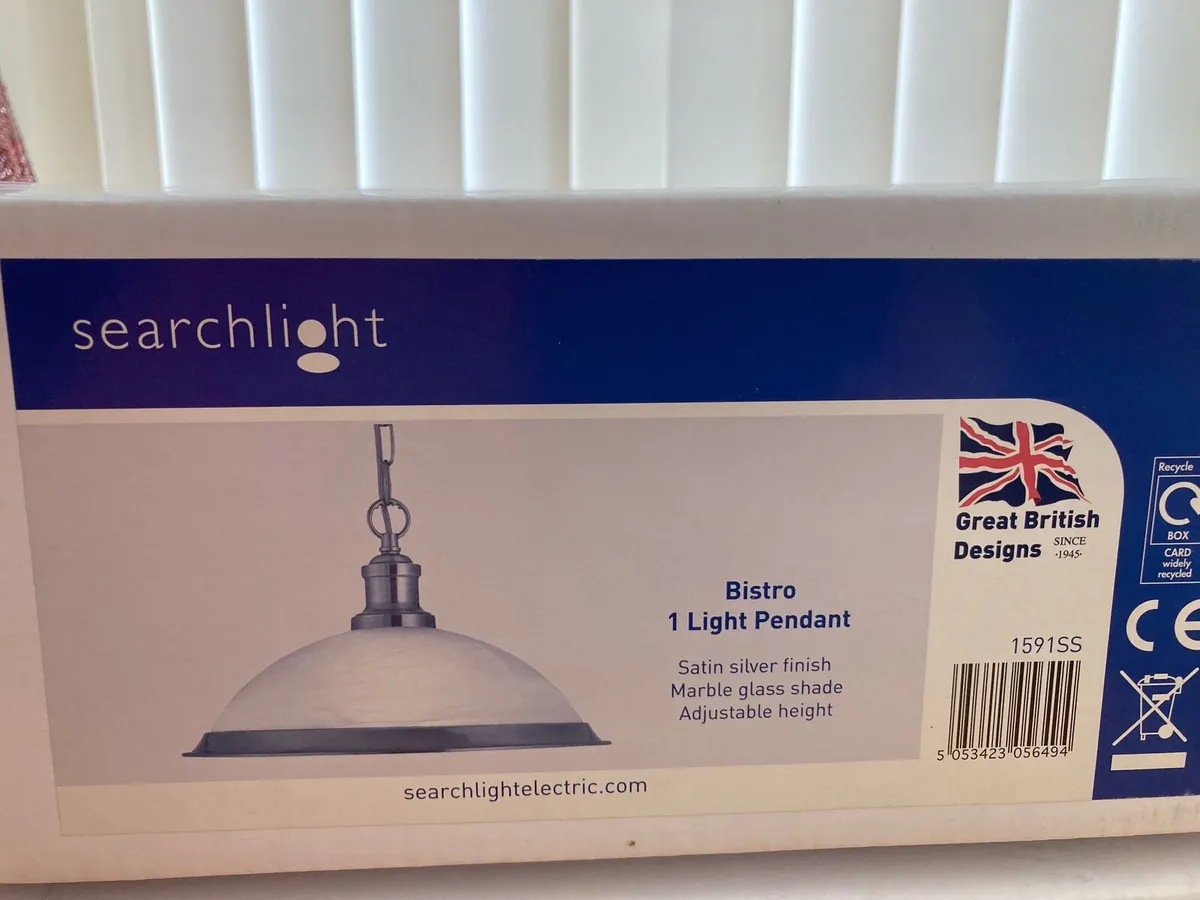 searchlight
Great British
Designs SINCE
·1945·
Bistro
1 Light Pendant
Satin silver finish
Marble glass shade
Adjustable height
1591SS
5 053423 056494
searchlightelectric.com
Recycle
BOX
CARD
widely
recycled
CE